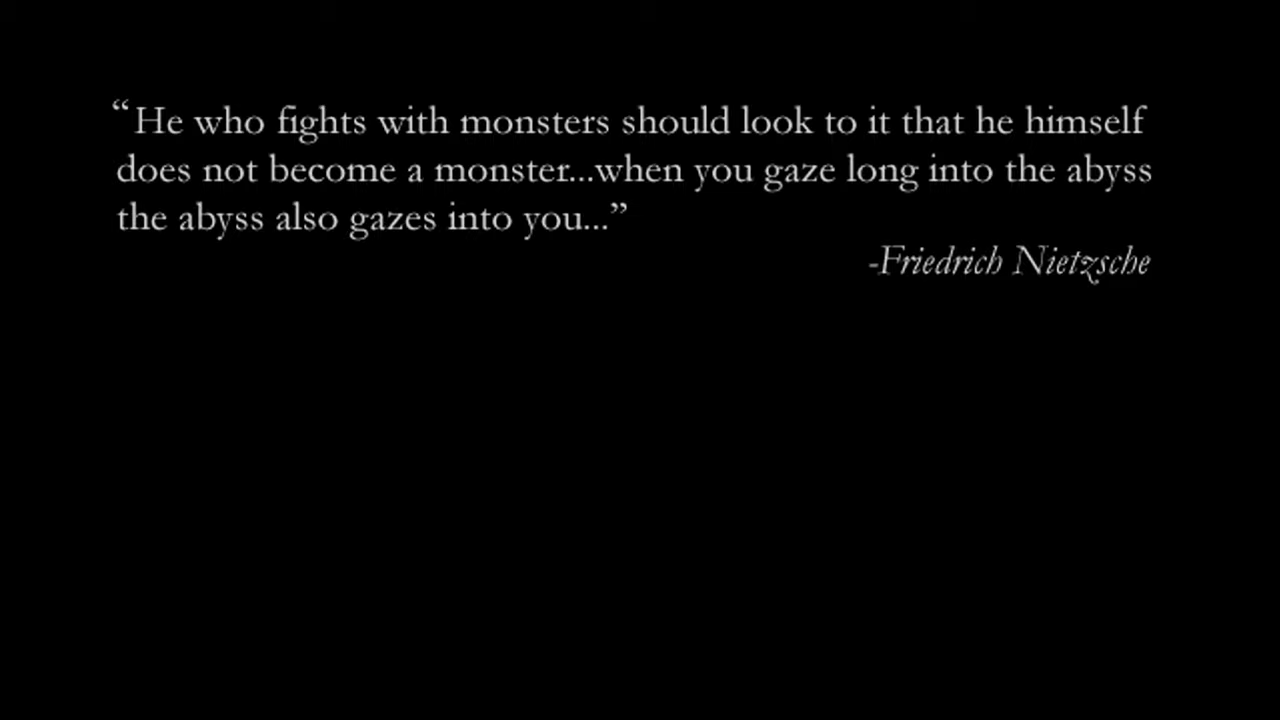 “He who fights with monsters should look to it that he himself
does not become a monster...when you gaze long into the abyss
the abyss also gazes into you...”
-Friedrich Nietzsche